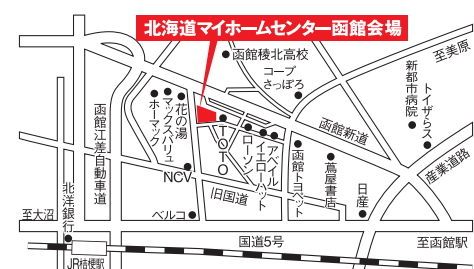 北海道マイホームセンター函館会場
函館稜北高校
至美原
コープ
さっぽろ
新都市病院
トイザらス
花の湯
マックスバリュ
ホーマック
函館新道
TOTO
ローソン
イエローハット
アベイル
函館トヨペット
蔦屋書店
日産
産業道路
函館江差自動車道
NCV
旧国道
ベルコ
北洋銀行
至大沼
国道5号
至函館駅
JR桔梗駅